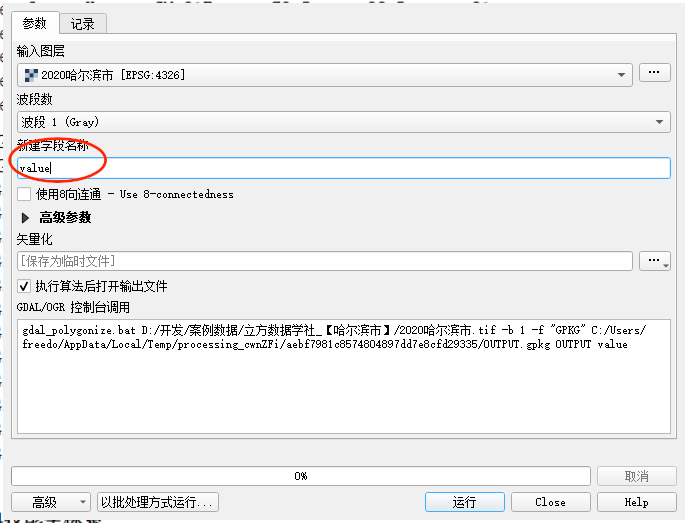 参数 记录
输入图层
2020哈尔滨市 [EPSG:4326]
…
波段数
波段 1 (Gray)
新建字段名称
value
使用8向连通 - Use 8-connectedness
高级参数
矢量化
[保存为临时文件]
…
执行算法后打开输出文件
GDAL/OGR 控制台调用
gdal_polygonize.bat D:/开发/案例数据/立方数据学社_【哈尔滨市】/2020哈尔滨市.tif -b 1 -f "GPKG" C:/Users/
freedo/AppData/Local/Temp/processing_cwnZFi/aebf7981c8574804897dd7e8cfd29335/OUTPUT.gpkg OUTPUT value
0% 取消
高级 以批处理方式运行... 运行 Close Help